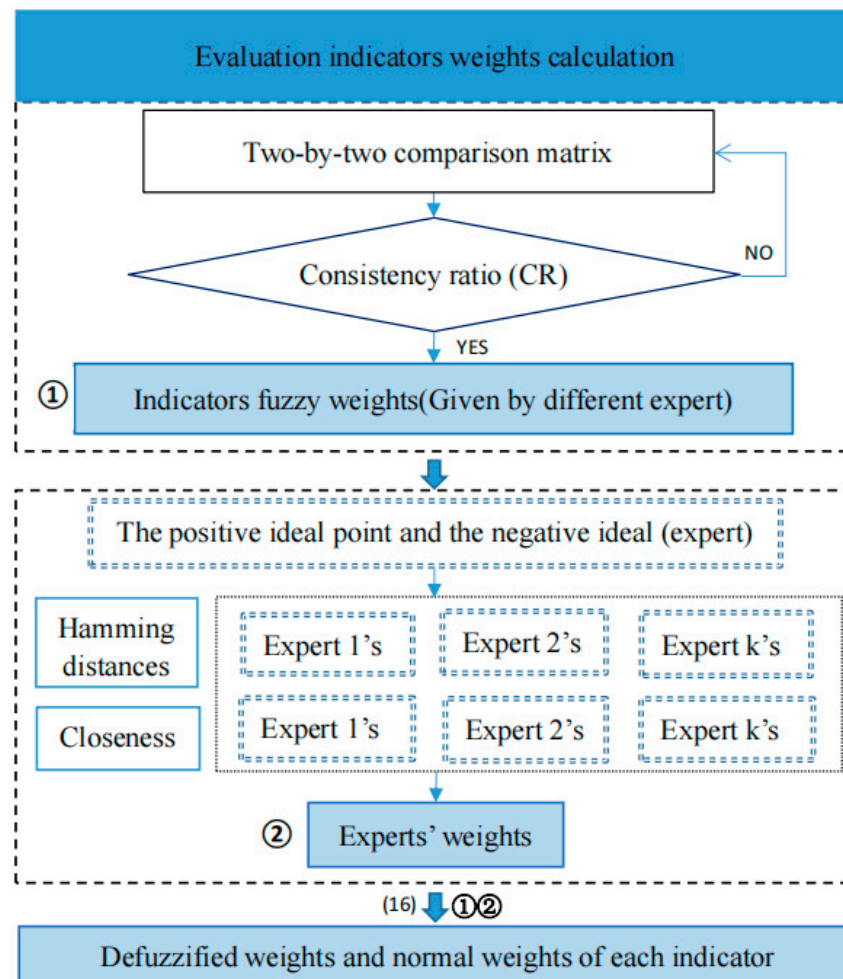 Evaluation indicators weights calculation
Two-by-two comparison matrix
Consistency ratio (CR)
NO
YES
① Indicators fuzzy weights(Given by different expert)
The positive ideal point and the negative ideal (expert)
Hamming
distances
Expert 1’s Expert 2’s Expert k’s
Closeness
Expert 1’s Expert 2’s Expert k’s
② Experts’ weights
(16) ①②
Defuzzified weights and normal weights of each indicator